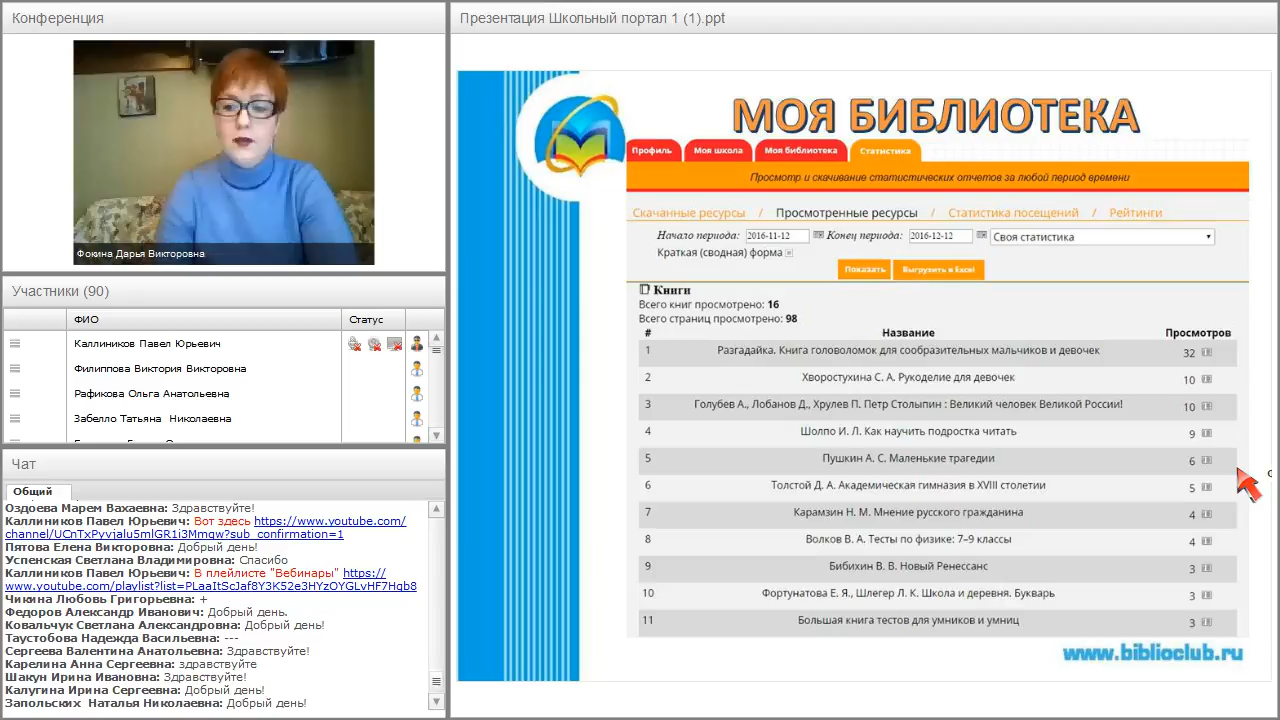 Конференция
Фокина Дарья Викторовна
Участники (90)
ФИО Статус
Каллиников Павел Юрьевич
Филиппова Виктория Викторовна
Рафикова Ольга Анатольевна
Забелло Татьяна Николаевна
Чат
Общий
Оздоева Марем Вахаевна: Здравствуйте!
Каллиников Павел Юрьевич: Вот здесь https://www.youtube.com/
channel/UCnTxPyvjalu5mlGR1i3Mmqw?sub_confirmation=1
Пятова Елена Викторовна: Добрый день!
Успенская Светлана Владимировна: Спасибо
Каллиников Павел Юрьевич: В плейлисте "Вебинары" https://
www.youtube.com/playlist?list=PLaaItScJaf8Y3K52e3HYzOYGLvHF7Hqb8
Чикина Любовь Григорьевна: +
Федоров Александр Иванович: Добрый день.
Ковальчук Светлана Александровна: Добрый день!
Таустобова Надежда Васильевна: ---
Сергеева Валентина Анатольевна: Здравствуйте!
Карелина Анна Сергеевна: здравствуйте
Шакун Ирина Ивановна: Здравствуйте!
Калугина Ирина Сергеевна: Добрый день!
Запольских Наталья Николаевна: Добрый день!
Презентация Школьный портал 1 (1).ppt
МОЯ БИБЛИОТЕКА
Профиль Моя школа Моя библиотека Статистика
Просмотр и скачивание статистических отчетов за любой период времени
Скачанные ресурсы / Просмотренные ресурсы / Статистика посещений / Рейтинги
Начало периода: 2016-11-12 Конец периода: 2016-12-12 Своя статистика
Краткая (сводная) форма
Показать Выгрузить в Excel
Книги
Всего книг просмотрено: 16
Всего страниц просмотрено: 98
# Название Просмотров
1 Разгадайка. Книга головоломок для сообразительных мальчиков и девочек 32
2 Хворостухина С. А. Рукоделие для девочек 10
3 Голубев А., Лобанов Д., Хрулев П. Петр Столыпин : Великий человек Великой России! 10
4 Шолпо И. Л. Как научить подростка читать 9
5 Пушкин А. С. Маленькие трагедии 6
6 Толстой Д. А. Академическая гимназия в XVIII столетии 5
7 Карамзин Н. М. Мнение русского гражданина 4
8 Волков В. А. Тесты по физике: 7–9 классы 4
9 Бибихин В. В. Новый Ренессанс 3
10 Фортунатова Е. Я., Шлегер Л. К. Школа и деревня. Букварь 3
11 Большая книга тестов для умников и умниц 3
www.biblioclub.ru